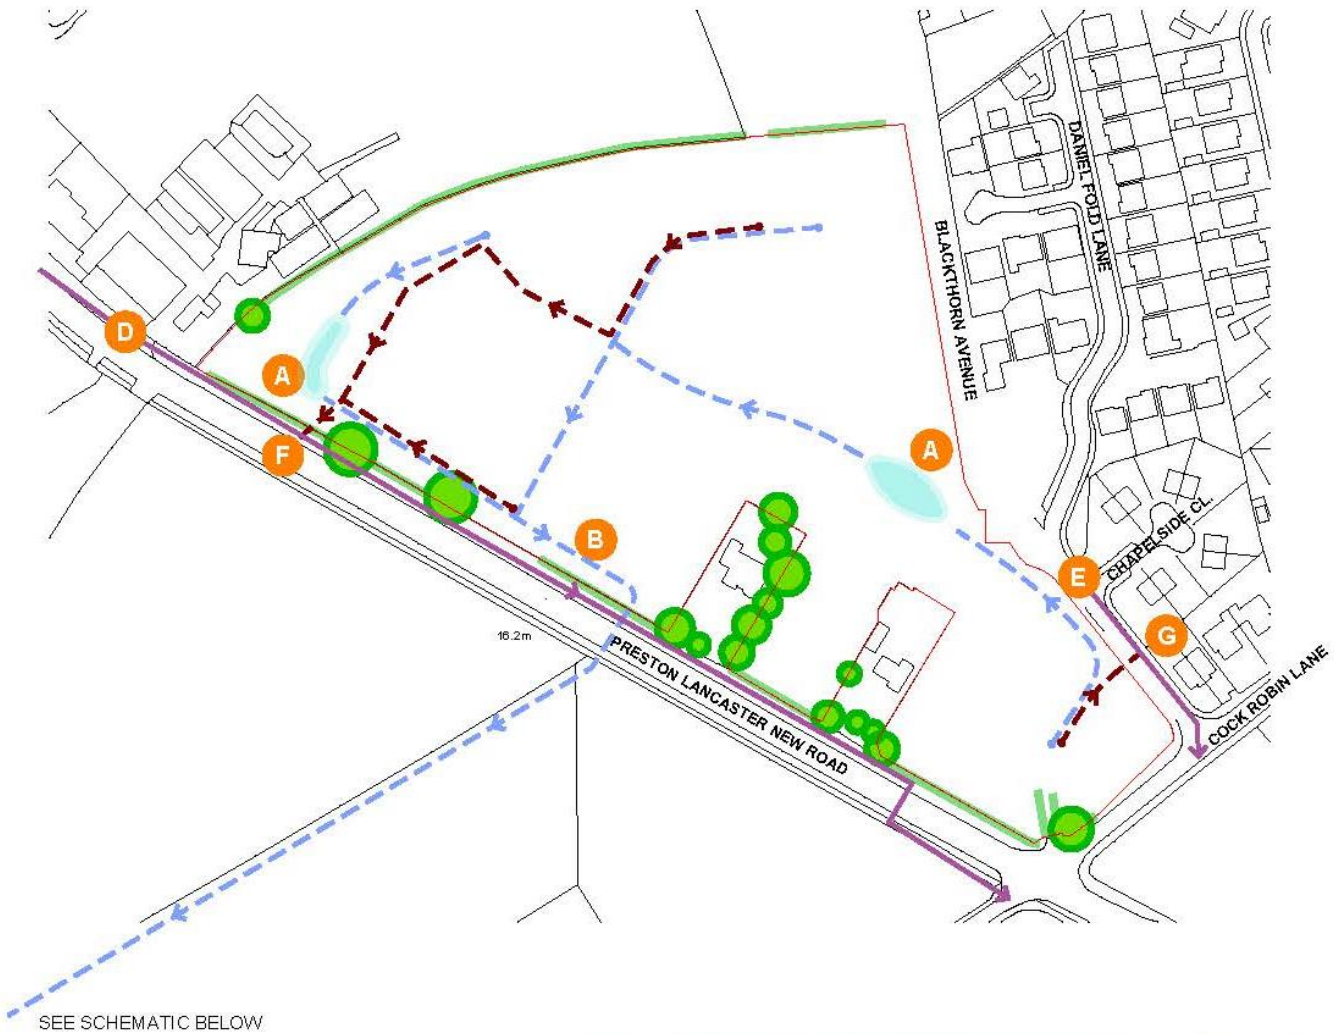 DANIEL FOLD LANE
BLACKTHORN AVENUE
D
A
A
F
B
CHAPELSIDE CL.
E
G
16.2m
PRESTON LANCASTER NEW ROAD
COCK ROBIN LANE
SEE SCHEMATIC BELOW